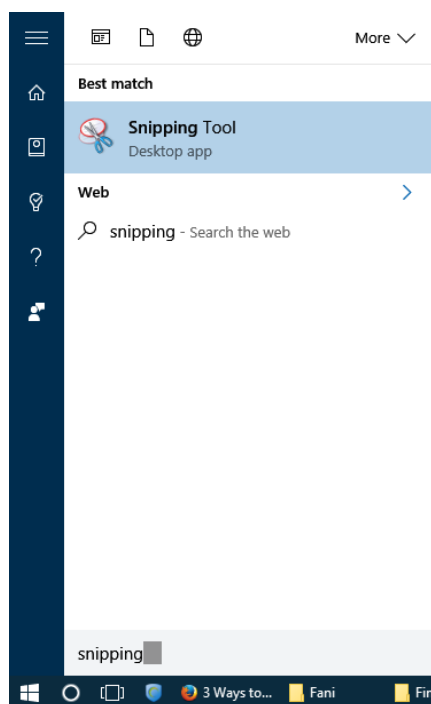 More
Best match
Snipping Tool
Desktop app
Web
snipping - Search the web
snipping
3 Ways to... Fani Fir